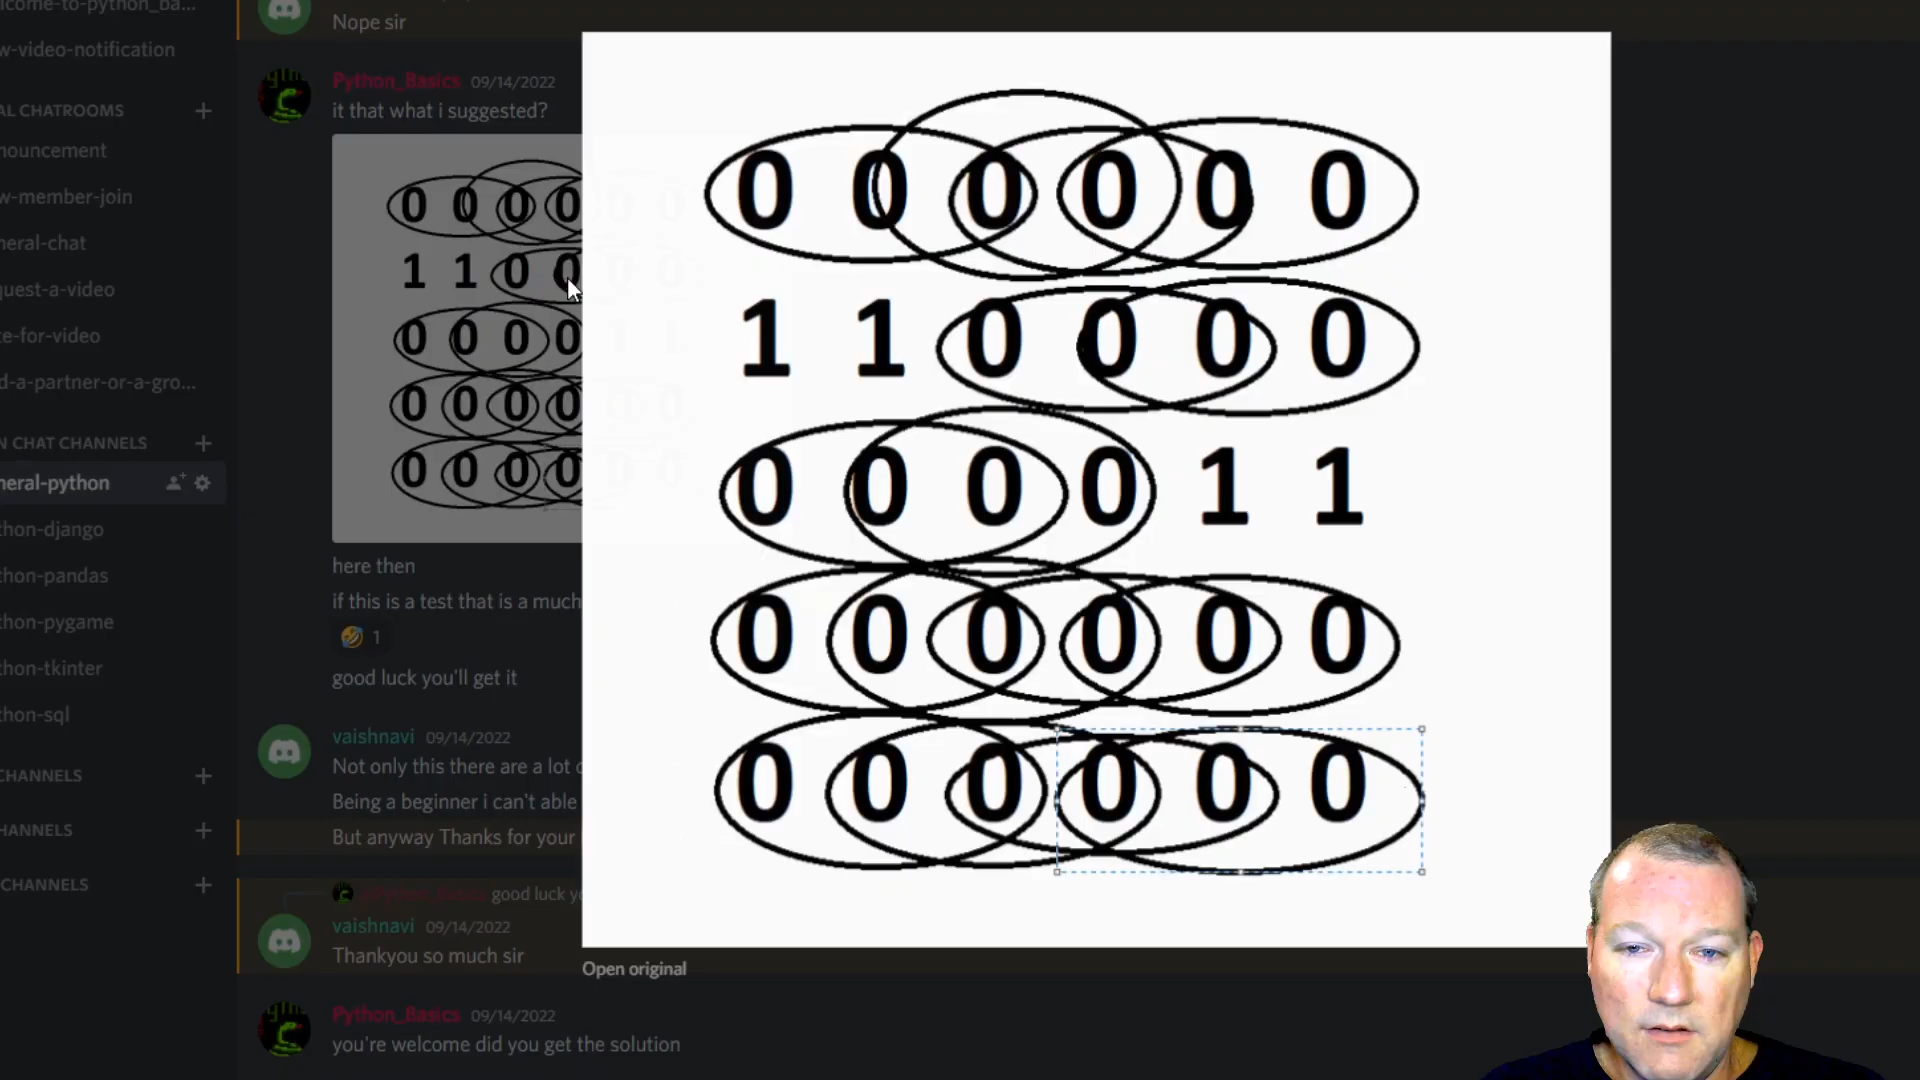 lcome-to-python_ba...
w-video-notification
AL CHATROOMS
nouncement
w-member-join
neral-chat
quest-a-video
te-for-video
d-a-partner-or-a-gro...
N CHAT CHANNELS
neral-python
thon-django
thon-pandas
thon-pygame
thon-tkinter
thon-sql
CHANNELS
HANNELS
CHANNELS
Nope sir
Python_Basics 09/14/2022
it that what i suggested?
0 0 0 0
1 1 0 0
0 0 0 0
0 0 0 0
0 0 0 0
here then
if this is a test that is a much
1
good luck you'll get it
vaishnavi 09/14/2022
Not only this there are a lot
Being a beginner i can't able
But anyway Thanks for your
good luck yo
vaishnavi 09/14/2022
Thankyou so much sir
Python_Basics 09/14/2022
you're welcome did you get the solution
0 0 0 0 0 0
1 1 0 0 0 0
0 0 0 0 1 1
0 0 0 0 0 0
0 0 0 0 0 0
Open original